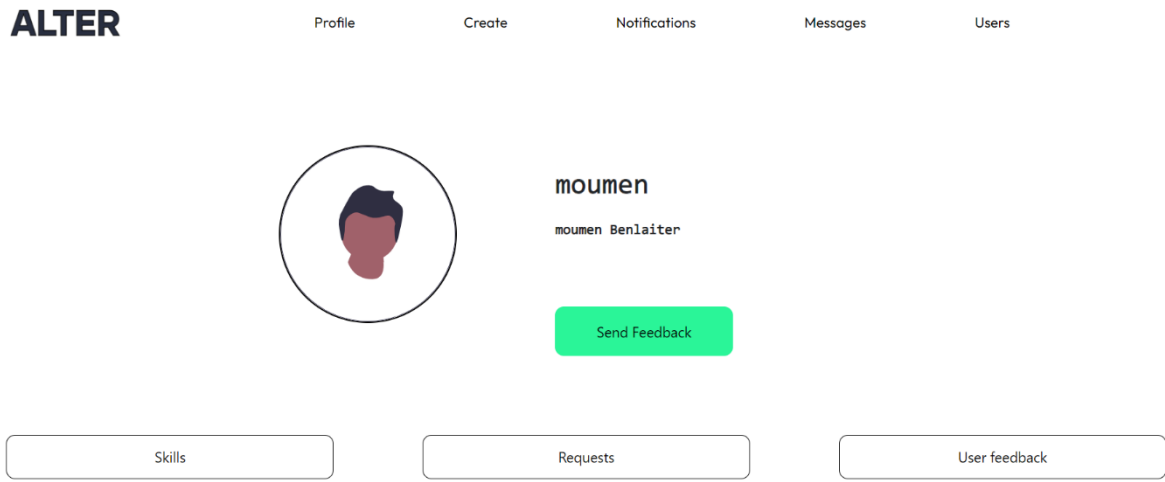 ALTER Profile Create Notifications Messages Users
moumen
moumen Benlaiter
Send Feedback
Skills Requests User feedback